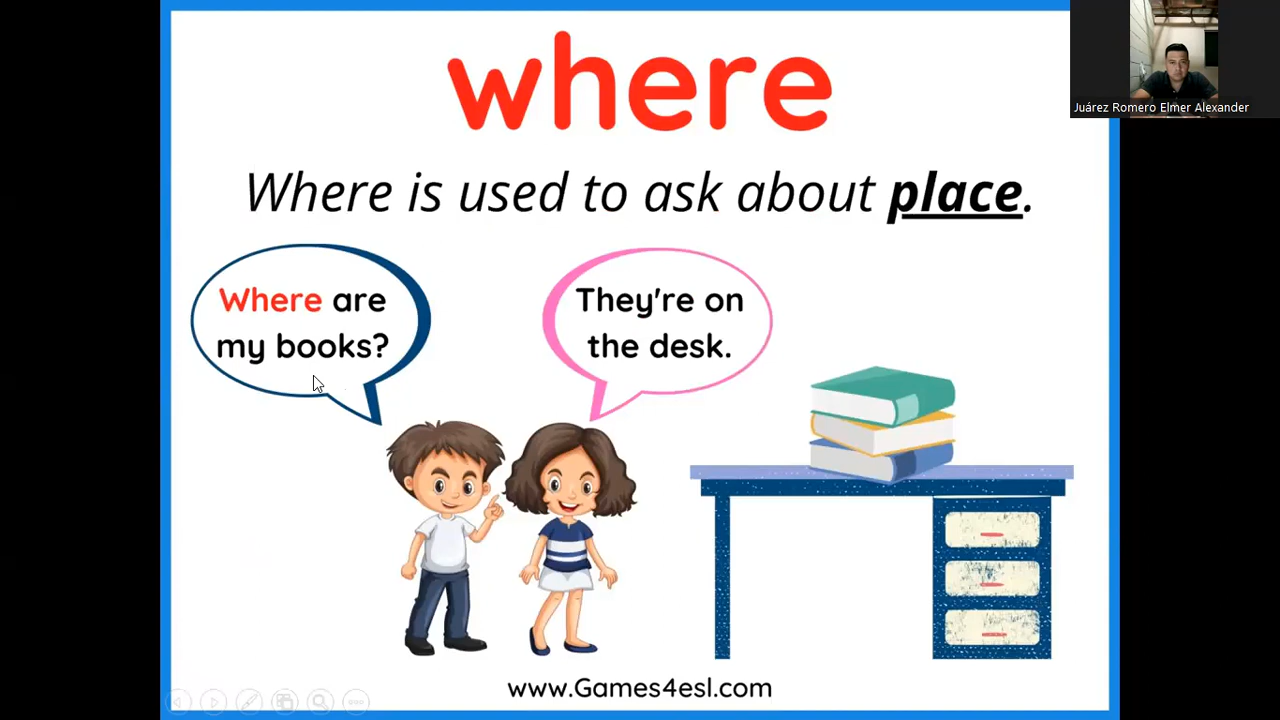 where
Juárez Romero Elmer Alexander
Where is used to ask about place.
Where are
my books?
They're on
the desk.
www.Games4esl.com